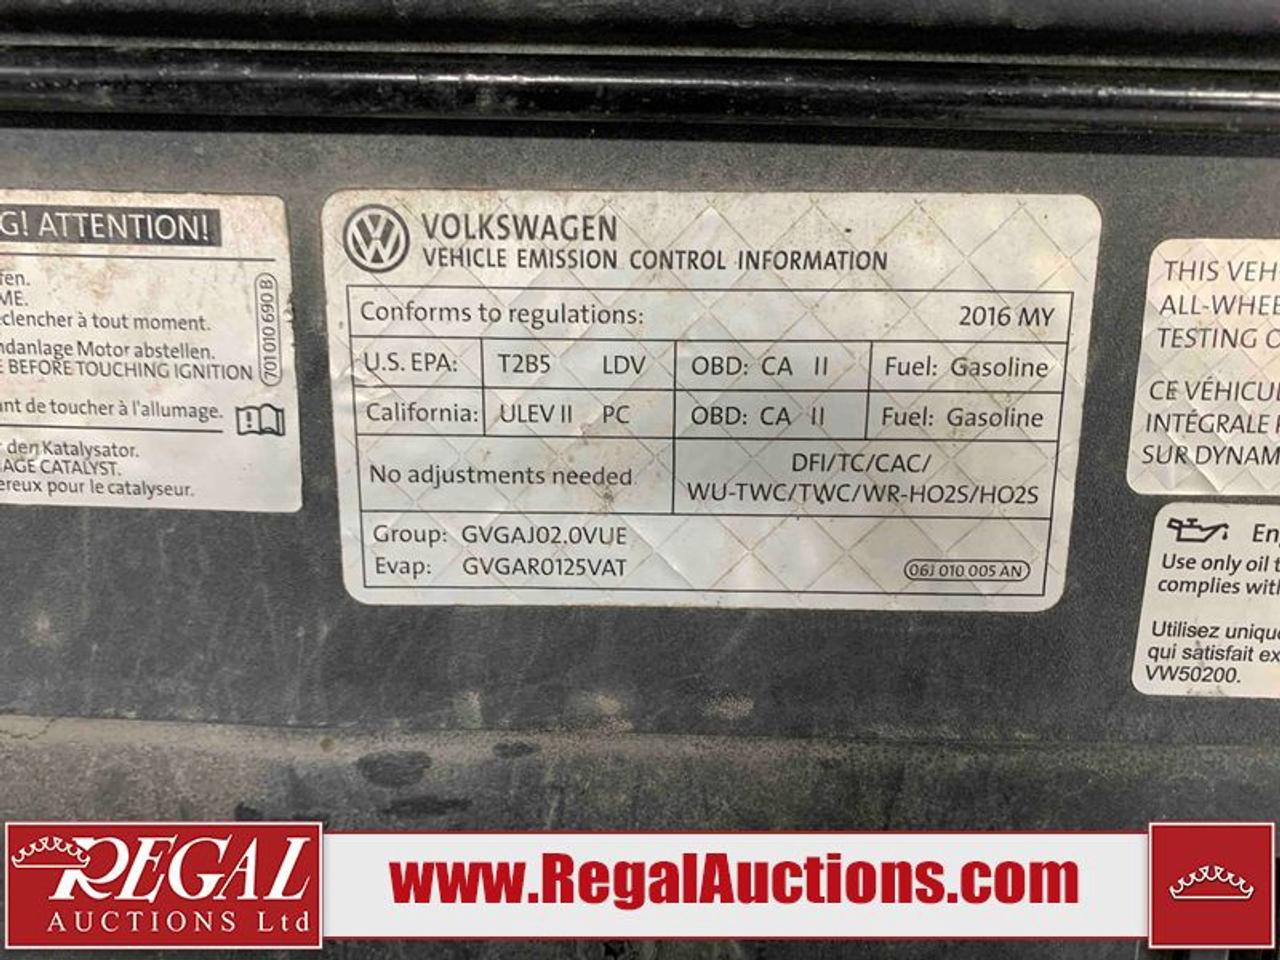 G! ATTENTION!
fen.
ME.
éclencher à tout moment.
ndanlage Motor abstellen.
E BEFORE TOUCHING IGNITION
ant de toucher à l'allumage.
701 010 690 B
r den Katalysator.
AGE CATALYST.
ereux pour le catalyseur.
VOLKSWAGEN
VEHICLE EMISSION CONTROL INFORMATION
Conforms to regulations: 2016 MY
U.S. EPA: T2B5 LDV OBD: CA II Fuel: Gasoline
California: ULEV II PC OBD: CA II Fuel: Gasoline
No adjustments needed
DFI/TC/CAC/
WU-TWC/TWC/WR-HO2S/HO2S
Group: GVGAJ02.0VUE
Evap: GVGAR0125VAT
06J 010 005 AN
THIS VEH
ALL-WHEE
TESTING O
CE VÉHICU
INTÉGRALE
SUR DYNAM
En
Use only oil t
complies with
Utilisez unique
qui satisfait ex
VW50200.
REGAL
AUCTIONS Ltd
www.RegalAuctions.com